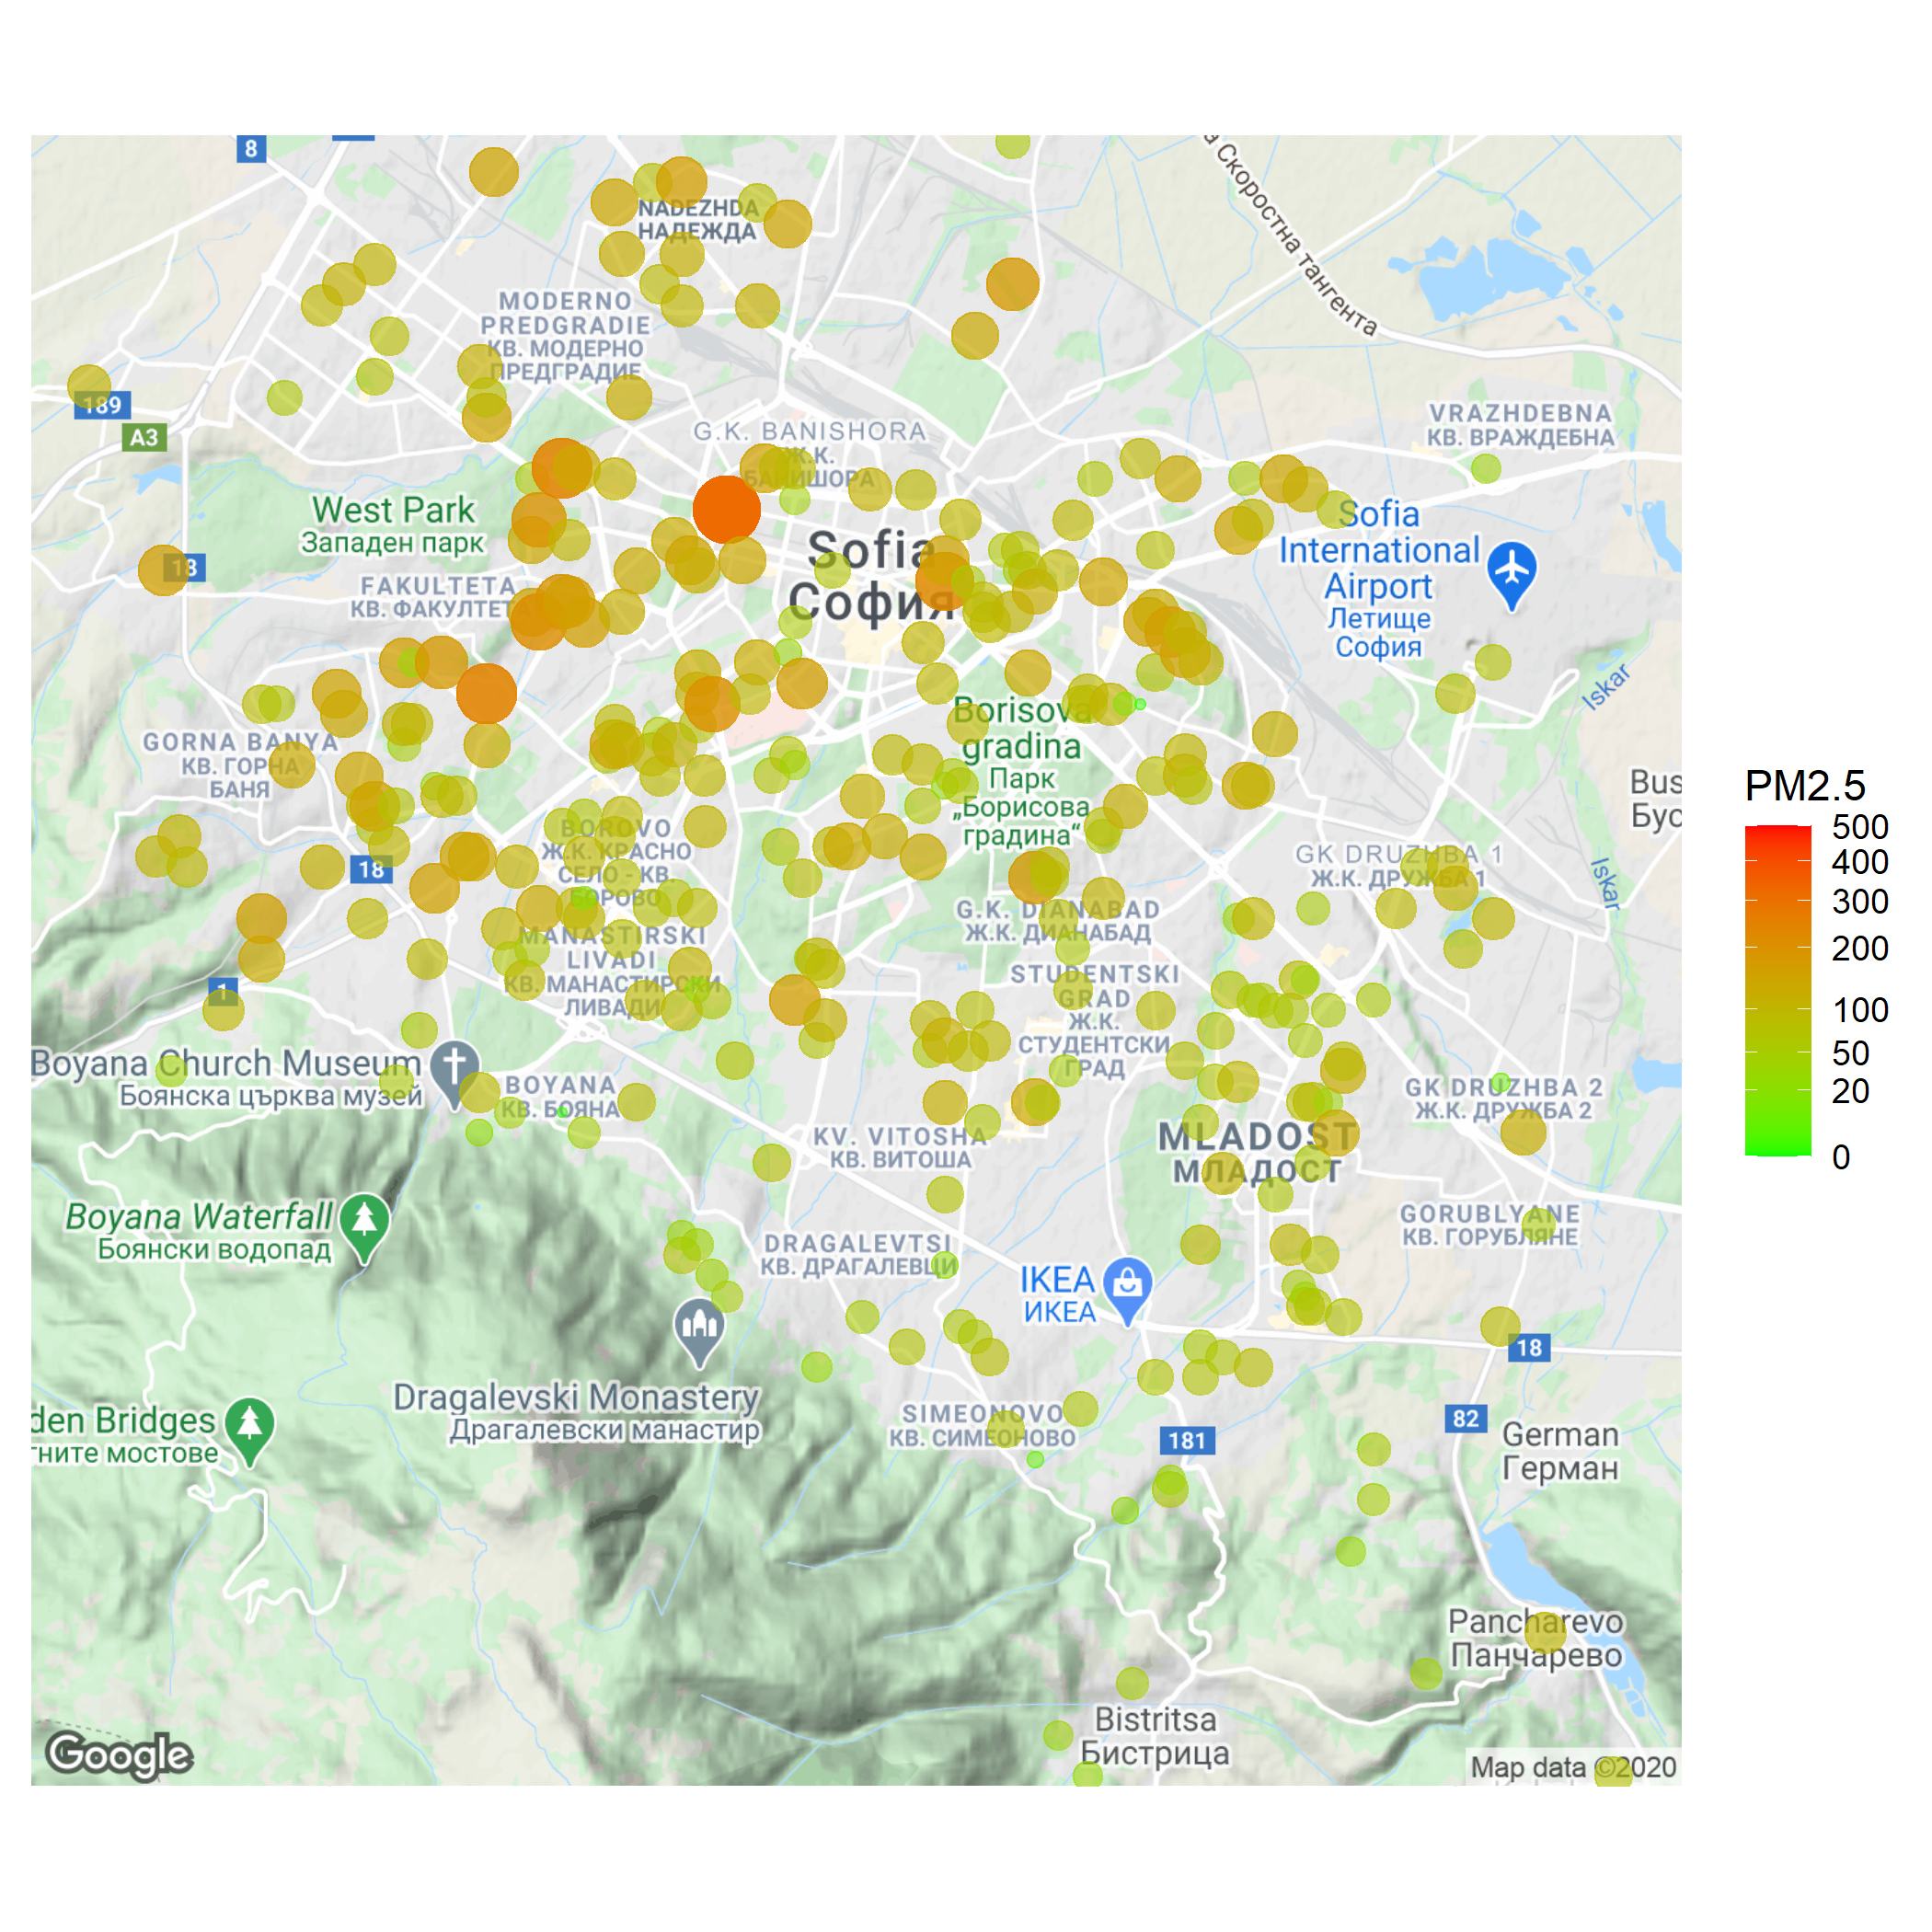 8
а Скоростна тангента
NADEZHDA
НАДЕЖДА
MODERNO
PREDGRADIE
КВ. МОДЕРНО
ПРЕДГРАДИЕ
189
A3
G.K. BANISHORA
Ж.К.
БАНИШОРА
VRAZHDEBNA
КВ. ВРАЖДЕБНА
West Park
Западен парк
Sofia
София
Sofia
International
Airport
Летище
София
18
FAKULTETA
КВ. ФАКУЛТЕТ
Iskar
GORNA BANYA
КВ. ГОРНА
БАНЯ
Borisova
gradina
Парк
„Борисова
градина“
Bus
Бус
PM2.5
500
400
300
200
100
50
20
0
BOROVO
Ж.К. КРАСНО
СЕЛО - КВ.
БОРОВО
18
GK DRUZHBA 1
Ж.К. ДРУЖБА 1
Iskar
G.K. DIANABAD
Ж.К. ДИАНАБАД
MANASTIRSKI
LIVADI
КВ. МАНАСТИРСКИ
ЛИВАДИ
1
STUDENTSKI
GRAD
Ж.К.
СТУДЕНТСКИ
ГРАД
Boyana Church Museum
Боянска църква музей
BOYANA
КВ. БОЯНА
GK DRUZHBA 2
Ж.К. ДРУЖБА 2
KV. VITOSHA
КВ. ВИТОША
MLADOST
МЛАДОСТ
Boyana Waterfall
Боянски водопад
DRAGALEVTSI
КВ. ДРАГАЛЕВЦИ
GORUBLYANE
КВ. ГОРУБЛЯНЕ
IKEA
ИКЕА
18
Dragalevski Monastery
Драгалевски манастир
den Bridges
тните мостове
SIMEONOVO
КВ. СИМЕОНОВО
181
82
German
Герман
Pancharevo
Панчарево
Bistritsa
Бистрица
Google
Map data ©2020